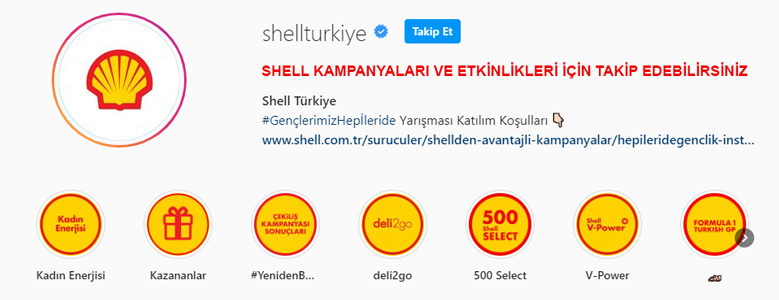 shellturkiye
Takip Et
SHELL KAMPANYALARI VE ETKİNLİKLERİ İÇİN TAKİP EDEBİLİRSİNİZ
Shell Türkiye
#GençlerimizHepİleride Yarışması Katılım Koşulları
www.shell.com.tr/suruculer/shellden-avantajli-kampanyalar/hepileridegenclik-inst...
Kadın
Enerjisi
ÇEKİLİŞ
KAMPANYASI
SONUÇLARI
deli2go
500
Shell
SELECT
Shell
V-Power
FORMULA 1
TURKISH GP
Kadın Enerjisi
Kazananlar
#YenidenB...
deli2go
500 Select
V-Power